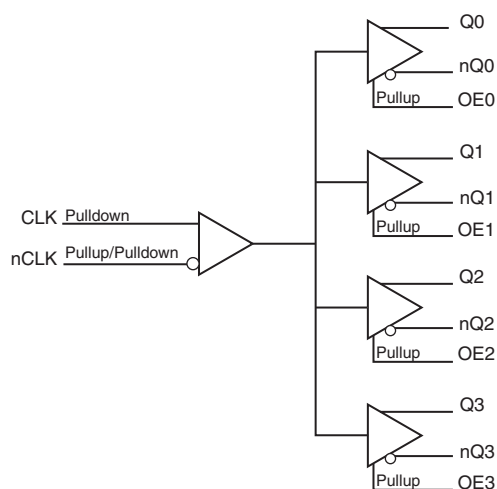 Q0
nQ0
Pullup OE0
Q1
nQ1
Pullup OE1
CLK Pulldown
nCLK Pullup/Pulldown
Q2
nQ2
Pullup OE2
Q3
nQ3
Pullup OE3